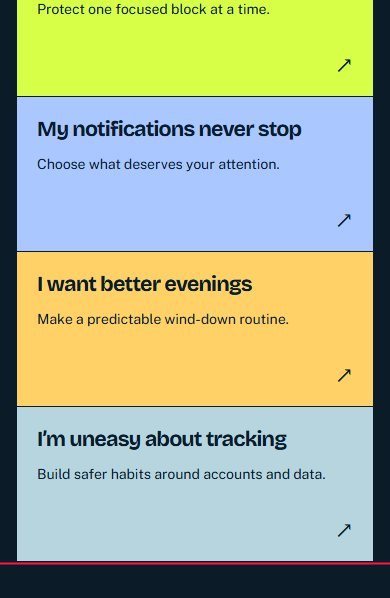 Protect one focused block at a time.
↗
My notifications never stop
Choose what deserves your attention.
↗
I want better evenings
Make a predictable wind-down routine.
↗
I’m uneasy about tracking
Build safer habits around accounts and data.
↗